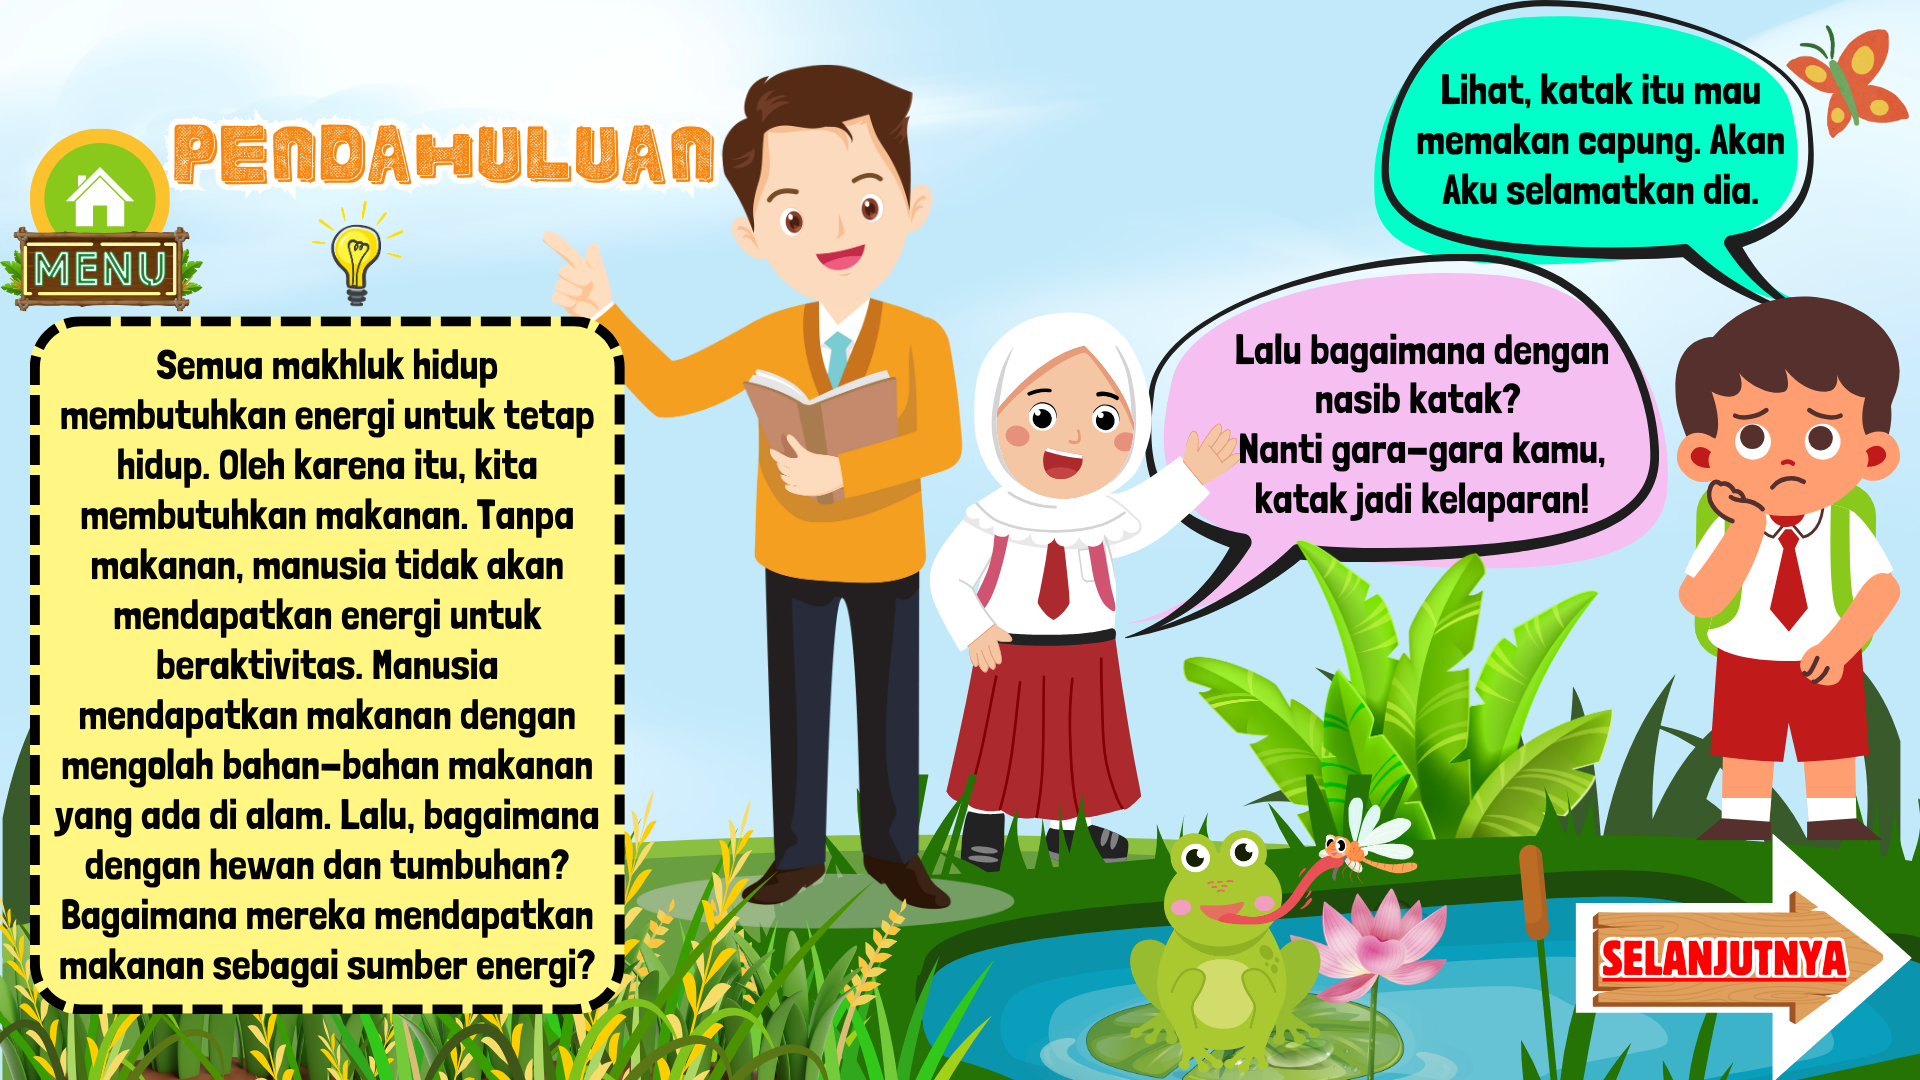 PENDAHULUAN
MENU
Semua makhluk hidup
membutuhkan energi untuk tetap
hidup. Oleh karena itu, kita
membutuhkan makanan. Tanpa
makanan, manusia tidak akan
mendapatkan energi untuk
beraktivitas. Manusia
mendapatkan makanan dengan
mengolah bahan-bahan makanan
yang ada di alam. Lalu, bagaimana
dengan hewan dan tumbuhan?
Bagaimana mereka mendapatkan
makanan sebagai sumber energi?
Lihat, katak itu mau
memakan capung. Akan
Aku selamatkan dia.
Lalu bagaimana dengan
nasib katak?
Nanti gara-gara kamu,
katak jadi kelaparan!
SELANJUTNYA